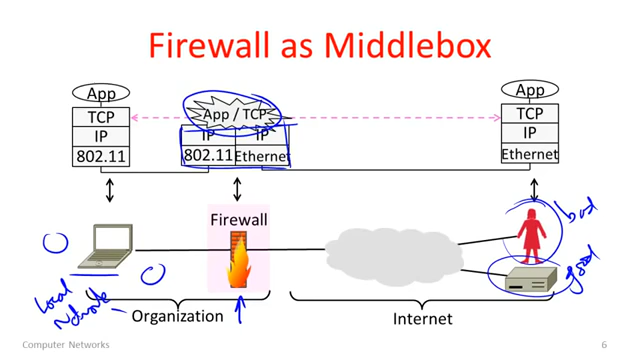 Firewall as Middlebox
App
App / TCP
App
TCP
TCP
IP
IP
IP
IP
802.11
802.11
Ethernet
Ethernet
Firewall
bad
good
Local
Network
Organization
Internet
Computer Networks
6